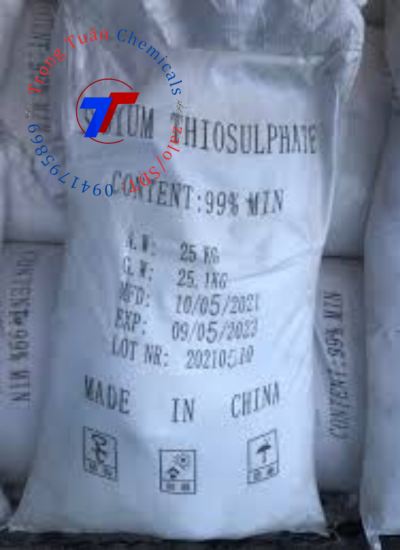 Trọng Tuấn Chemicals
zalo/SĐT: 0941795869
TT
SODIUM THIOSULPHATE
CONTENT:99% MIN
N.W: 25 KG
G.W: 25.1KG
MFD: 10/05/2021
EXP: 09/05/2023
LOT NR: 20210510
MADE IN CHINA
CONTENT:99% MIN
CONTENT:99% MIN